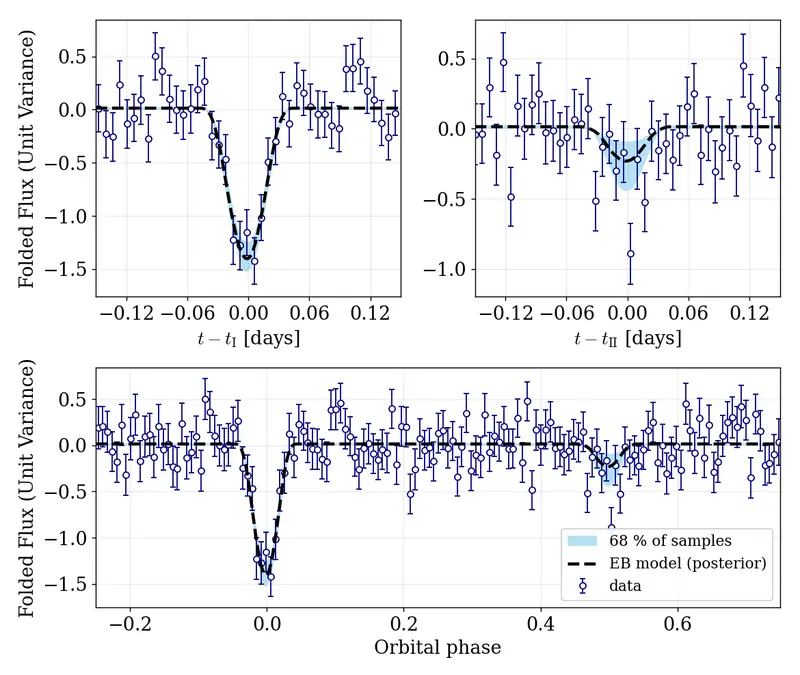 Folded Flux (Unit Variance)
0.5
0.0
−0.5
−1.0
−1.5
−0.12 −0.06 0.00 0.06 0.12
t − tI [days]
0.5
0.0
−0.5
−1.0
−0.12 −0.06 0.00 0.06 0.12
t − tII [days]
Folded Flux (Unit Variance)
0.5
0.0
−0.5
−1.0
−1.5
68 % of samples
EB model (posterior)
data
−0.2 0.0 0.2 0.4 0.6
Orbital phase